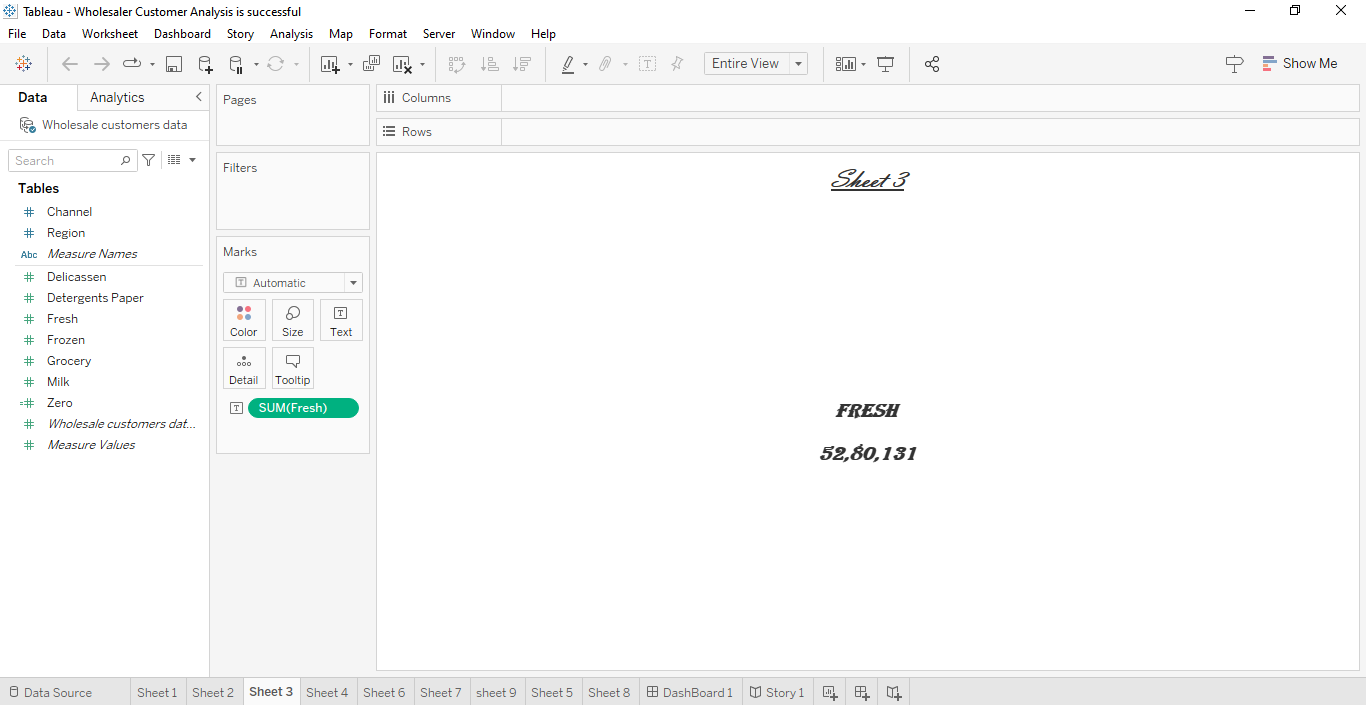 Tableau - Wholesaler Customer Analysis is successful
File Data Worksheet Dashboard Story Analysis Map Format Server Window Help
Entire View
Show Me
Data Analytics
Wholesale customers data
Search
Tables
Channel
Region
Abc Measure Names
Delicassen
Detergents Paper
Fresh
Frozen
Grocery
Milk
Zero
Wholesale customers dat...
Measure Values
Pages
Filters
Marks
Automatic
Color Size Text
Detail Tooltip
SUM(Fresh)
Columns
Rows
Sheet 3
FRESH
52,80,131
Data Source Sheet 1 Sheet 2 Sheet 3 Sheet 4 Sheet 6 Sheet 7 sheet 9 Sheet 5 Sheet 8 DashBoard 1 Story 1